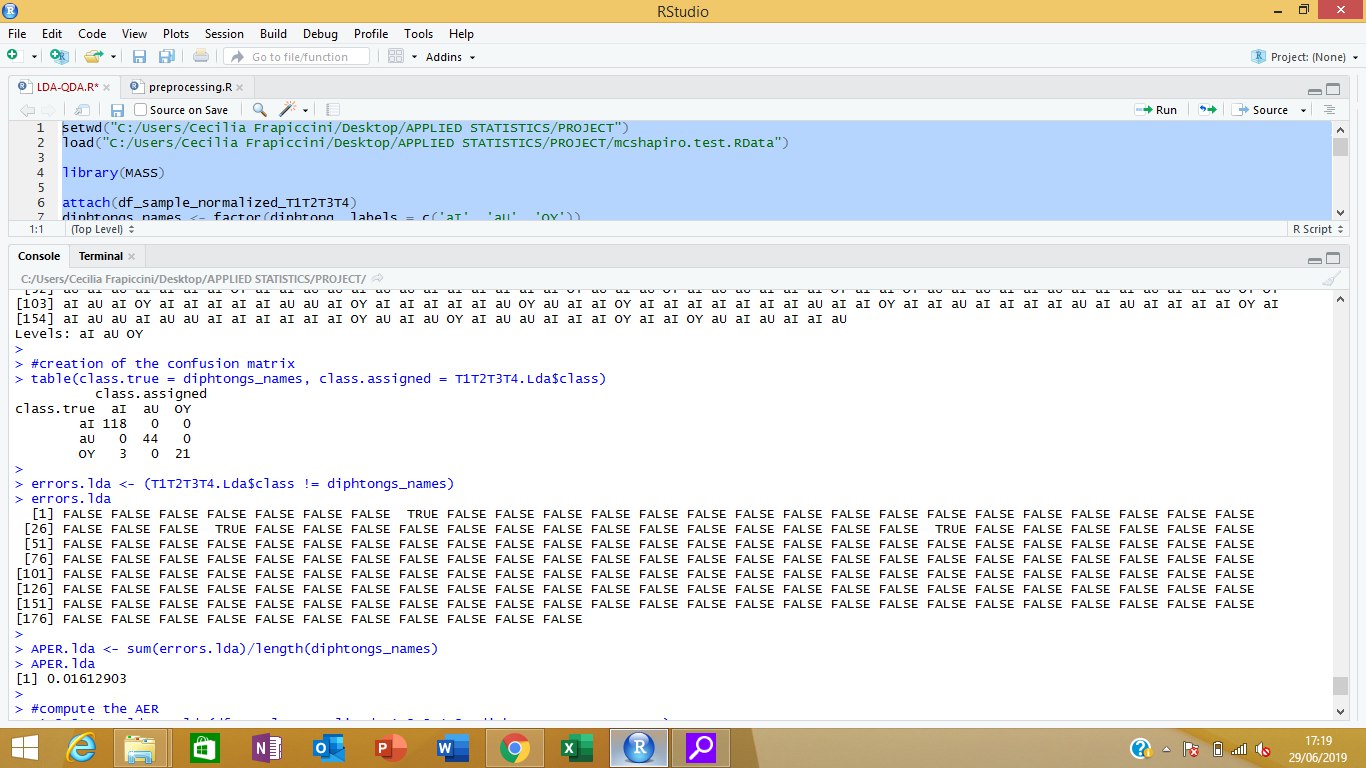 RStudio
File Edit Code View Plots Session Build Debug Profile Tools Help
Go to file/function Addins Project: (None)
LDA-QDA.R* preprocessing.R
Source on Save Run Source
1 setwd("C:/Users/Cecilia Frapiccini/Desktop/APPLIED STATISTICS/PROJECT")
2 load("C:/Users/Cecilia Frapiccini/Desktop/APPLIED STATISTICS/PROJECT/mcshapiro.test.RData")
3
4 library(MASS)
5
6 attach(df_sample_normalized_T1T2T3T4)
7 diphtongs_names <- factor(diphtong, labels = c('aI', 'aU', 'OY'))
1:1 (Top Level) R Script
Console Terminal
C:/Users/Cecilia Frapiccini/Desktop/APPLIED STATISTICS/PROJECT/
[103] aI aU aI OY aI aI aI aI aI aU aU aI OY aI aU aI aI aI aU OY aU aI OY aI aI aI aI aI aI aU aI aI OY aI aI aU aI aI aI aU aI aU aI aI aI aI OY aI
[154] aI aU aU aI aU aU aI aI aI aI aI aI OY aU aI aU OY aI aU aU aI aI aI OY aI aI OY aU aI aU aI aI aU
Levels: aI aU OY
>
> #creation of the confusion matrix
> table(class.true = diphtongs_names, class.assigned = T1T2T3T4.Lda$class)
class.assigned
class.true aI aU OY
aI 118 0 0
aU 0 44 0
OY 3 0 21
>
> errors.lda <- (T1T2T3T4.Lda$class != diphtongs_names)
> errors.lda
[1] FALSE FALSE FALSE FALSE FALSE FALSE FALSE TRUE FALSE FALSE FALSE FALSE FALSE FALSE FALSE FALSE FALSE FALSE FALSE FALSE FALSE FALSE FALSE FALSE FALSE
[26] FALSE FALSE FALSE TRUE FALSE FALSE FALSE FALSE FALSE FALSE FALSE FALSE FALSE FALSE FALSE FALSE FALSE FALSE TRUE FALSE FALSE FALSE FALSE FALSE FALSE
[51] FALSE FALSE FALSE FALSE FALSE FALSE FALSE FALSE FALSE FALSE FALSE FALSE FALSE FALSE FALSE FALSE FALSE FALSE FALSE FALSE FALSE FALSE FALSE FALSE FALSE
[76] FALSE FALSE FALSE FALSE FALSE FALSE FALSE FALSE FALSE FALSE FALSE FALSE FALSE FALSE FALSE FALSE FALSE FALSE FALSE FALSE FALSE FALSE FALSE FALSE FALSE
[101] FALSE FALSE FALSE FALSE FALSE FALSE FALSE FALSE FALSE FALSE FALSE FALSE FALSE FALSE FALSE FALSE FALSE FALSE FALSE FALSE FALSE FALSE FALSE FALSE FALSE
[126] FALSE FALSE FALSE FALSE FALSE FALSE FALSE FALSE FALSE FALSE FALSE FALSE FALSE FALSE FALSE FALSE FALSE FALSE FALSE FALSE FALSE FALSE FALSE FALSE FALSE
[151] FALSE FALSE FALSE FALSE FALSE FALSE FALSE FALSE FALSE FALSE FALSE FALSE FALSE FALSE FALSE FALSE FALSE FALSE FALSE FALSE FALSE FALSE FALSE FALSE FALSE
[176] FALSE FALSE FALSE FALSE FALSE FALSE FALSE FALSE FALSE FALSE FALSE
>
> APER.lda <- sum(errors.lda)/length(diphtongs_names)
> APER.lda
[1] 0.01612903
>
> #compute the AER
17:19
29/06/2019